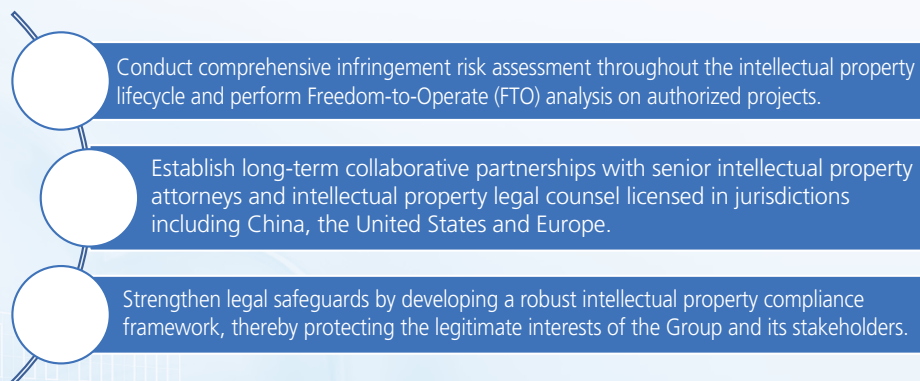 Conduct comprehensive infringement risk assessment throughout the intellectual property
lifecycle and perform Freedom-to-Operate (FTO) analysis on authorized projects.
Establish long-term collaborative partnerships with senior intellectual property
attorneys and intellectual property legal counsel licensed in jurisdictions
including China, the United States and Europe.
Strengthen legal safeguards by developing a robust intellectual property compliance
framework, thereby protecting the legitimate interests of the Group and its stakeholders.